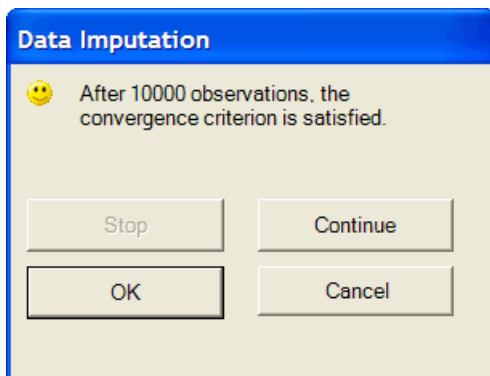 Data Imputation
After 10000 observations, the
convergence criterion is satisfied.
Stop
Continue
OK
Cancel